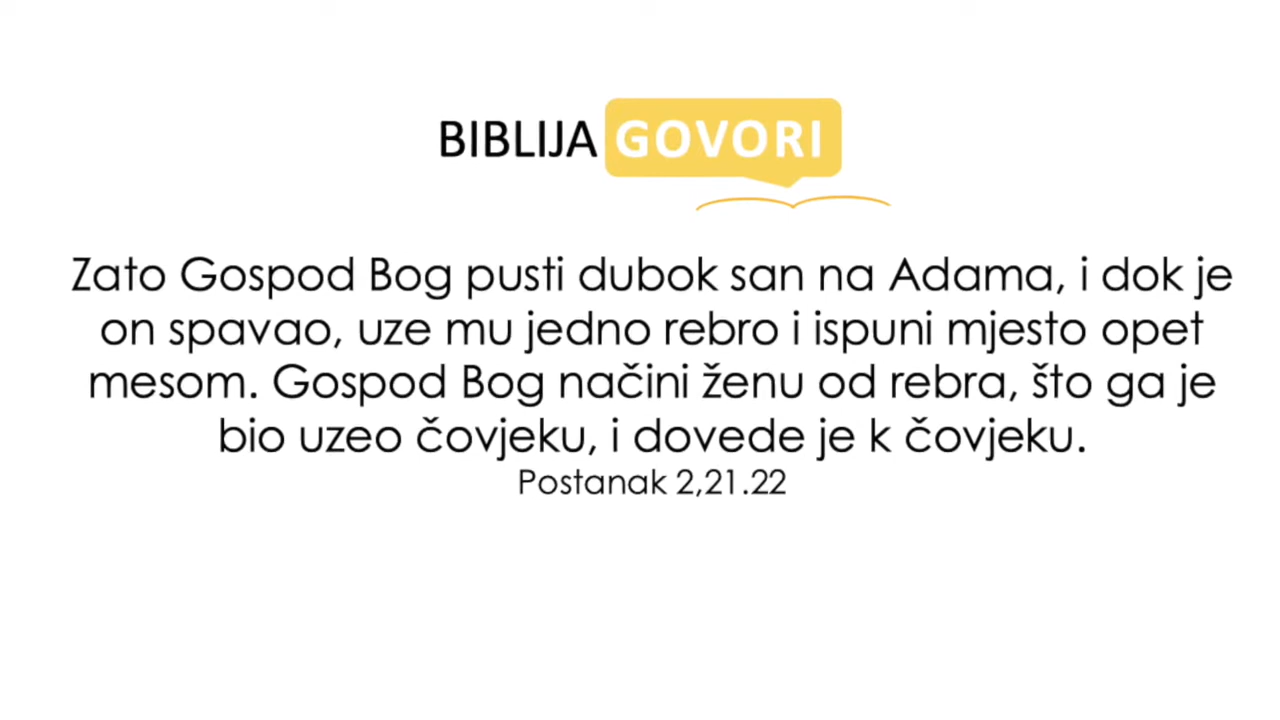 BIBLIJA GOVORI
Zato Gospod Bog pusti dubok san na Adama, i dok je
on spavao, uze mu jedno rebro i ispuni mjesto opet
mesom. Gospod Bog načini ženu od rebra, što ga je
bio uzeo čovjeku, i dovede je k čovjeku.
Postanak 2,21.22